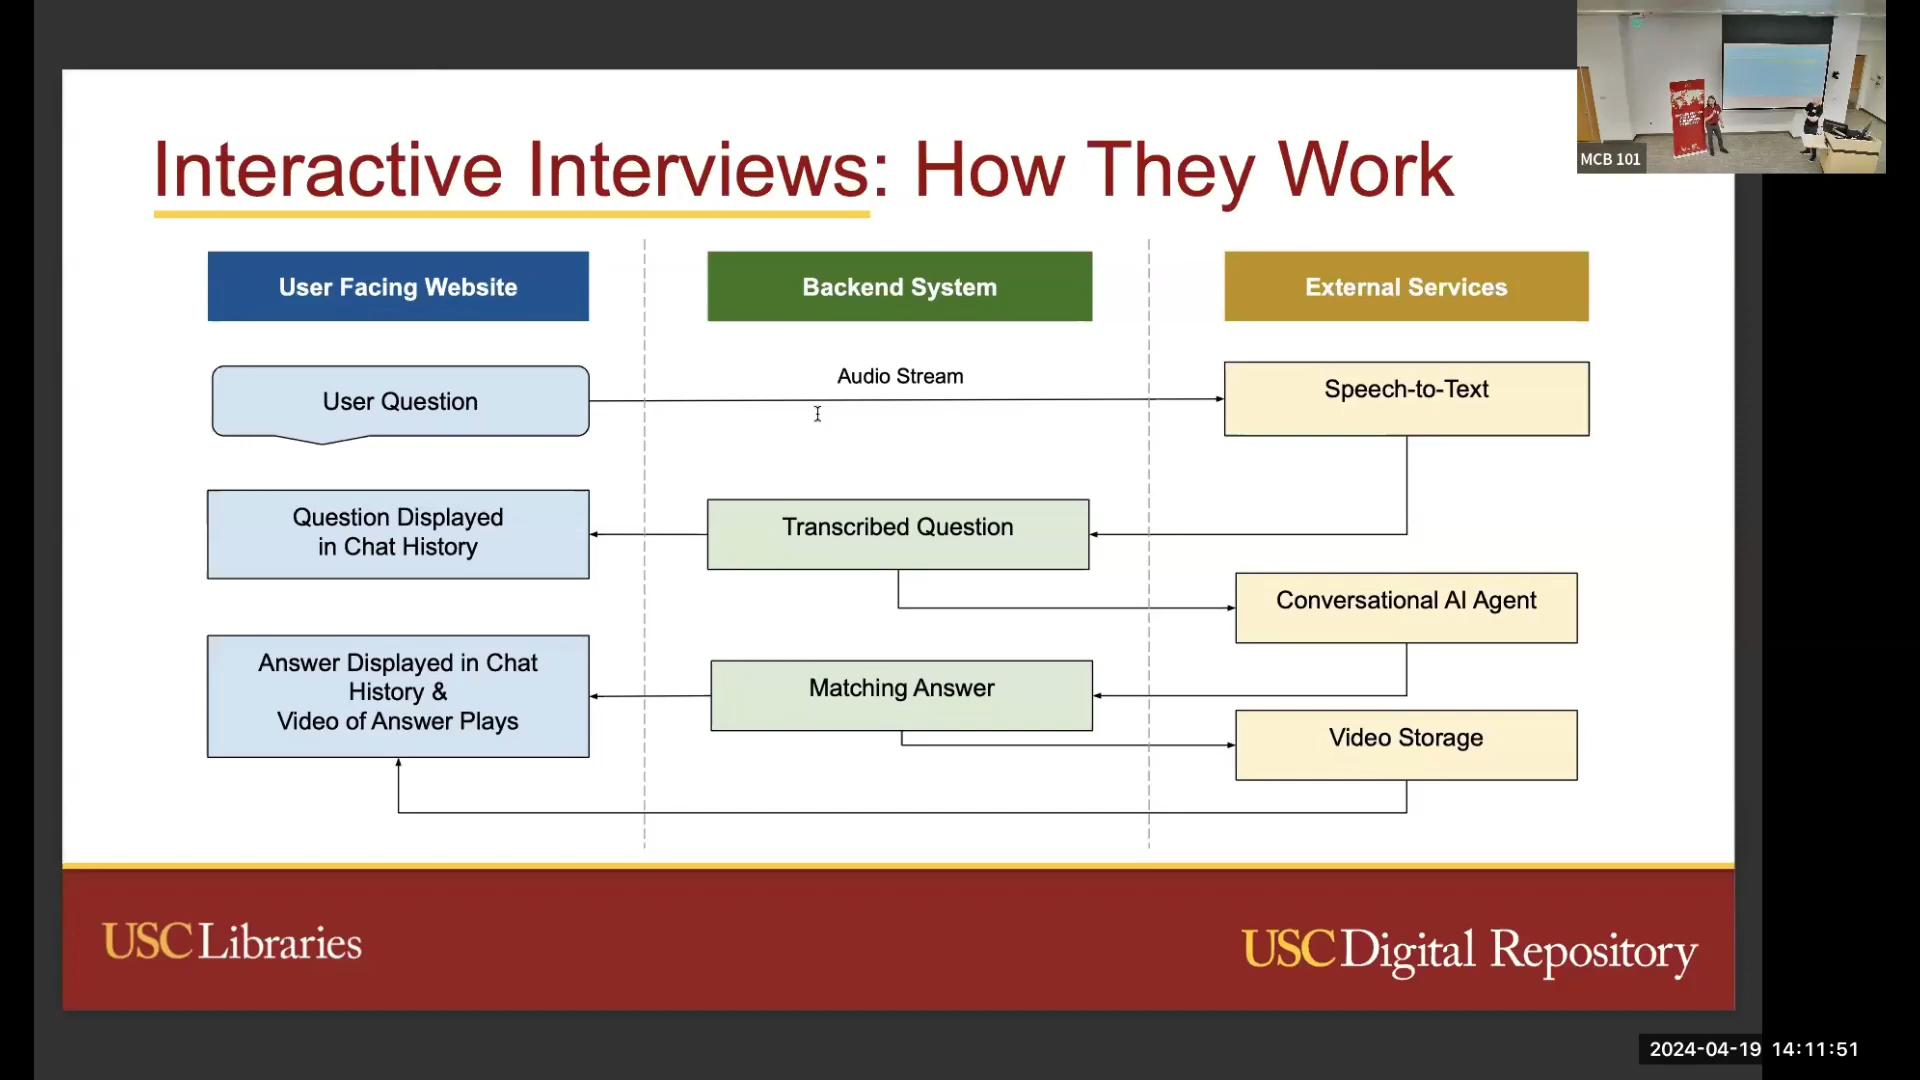 Interactive Interviews: How They Work
MCB 101
User Facing Website
Backend System
External Services
User Question
Audio Stream
Speech-to-Text
Question Displayed
in Chat History
Transcribed Question
Conversational AI Agent
Answer Displayed in Chat
History &
Video of Answer Plays
Matching Answer
Video Storage
USC Libraries
USC Digital Repository
2024-04-19 14:11:51